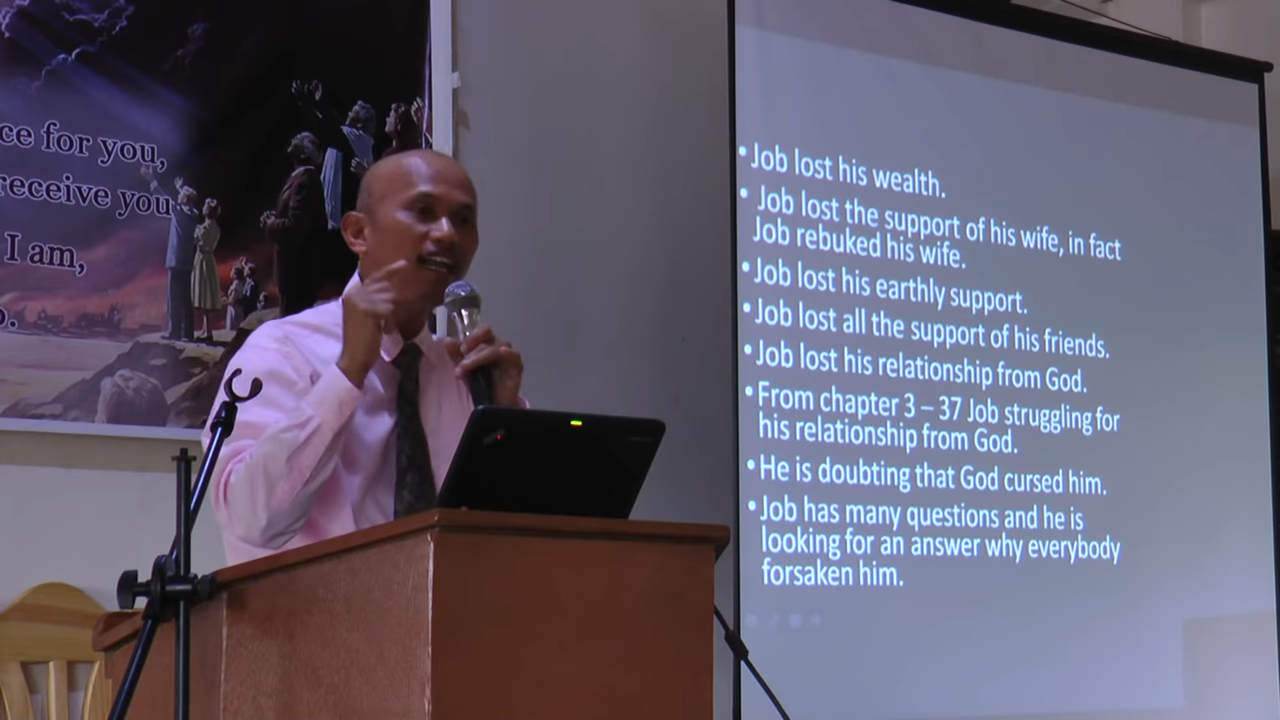 ce for you,
receive you
I am,
• Job lost his wealth.
• Job lost the support of his wife, in fact
Job rebuked his wife.
• Job lost his earthly support.
• Job lost all the support of his friends.
• Job lost his relationship from God.
• From chapter 3 – 37 Job struggling for
his relationship from God.
• He is doubting that God cursed him.
• Job has many questions and he is
looking for an answer why everybody
forsaken him.